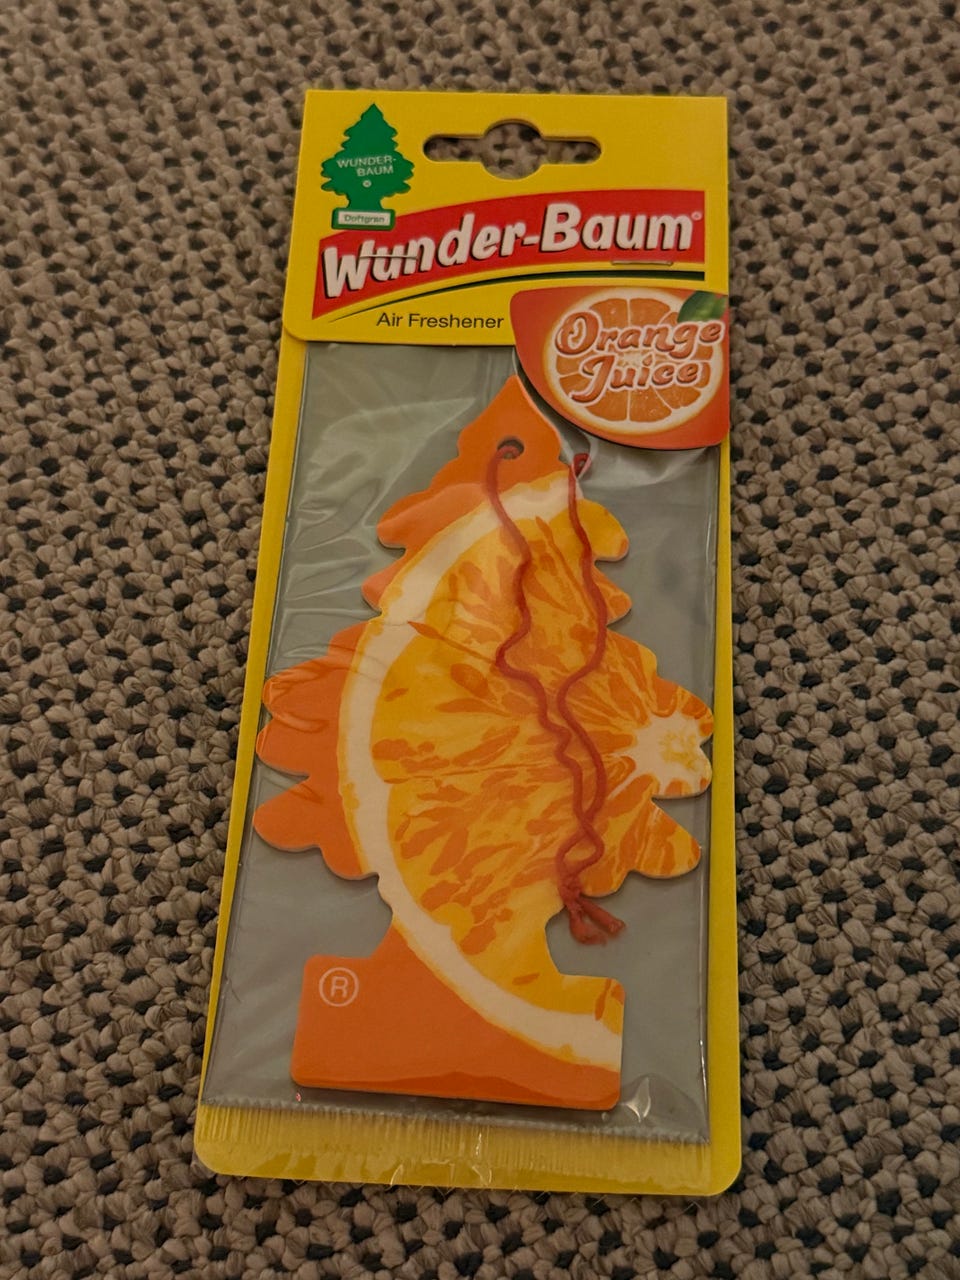 WUNDER-
BAUM
®
Doftgran
Wunder-Baum®
Air Freshener
Orange
Juice
®